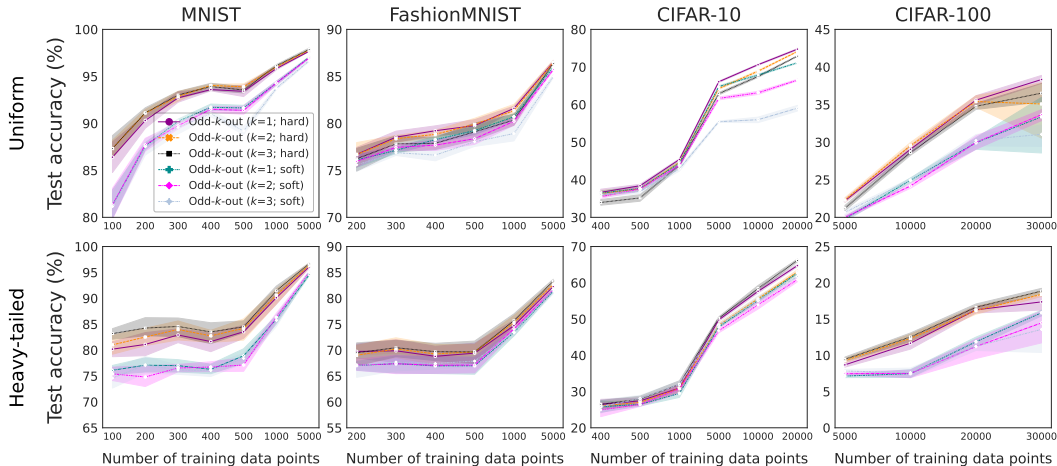 MNIST
FashionMNIST
CIFAR-10
CIFAR-100
Uniform
Test accuracy (%)
100
95
90
85
80
Odd-k-out (k=1; hard)
Odd-k-out (k=2; hard)
Odd-k-out (k=3; hard)
Odd-k-out (k=1; soft)
Odd-k-out (k=2; soft)
Odd-k-out (k=3; soft)
100 200 300 400 500 1000 5000
90
85
80
75
70
200 300 400 500 1000 5000
80
70
60
50
40
30
400 500 1000 5000 10000 20000
45
40
35
30
25
20
5000 10000 20000 30000
Heavy-tailed
Test accuracy (%)
100
95
90
85
80
75
70
65
100 200 300 400 500 1000 5000
Number of training data points
90
85
80
75
70
65
60
55
200 300 400 500 1000 5000
Number of training data points
70
60
50
40
30
20
400 500 1000 5000 10000 20000
Number of training data points
25
20
15
10
5
0
5000 10000 20000 30000
Number of training data points